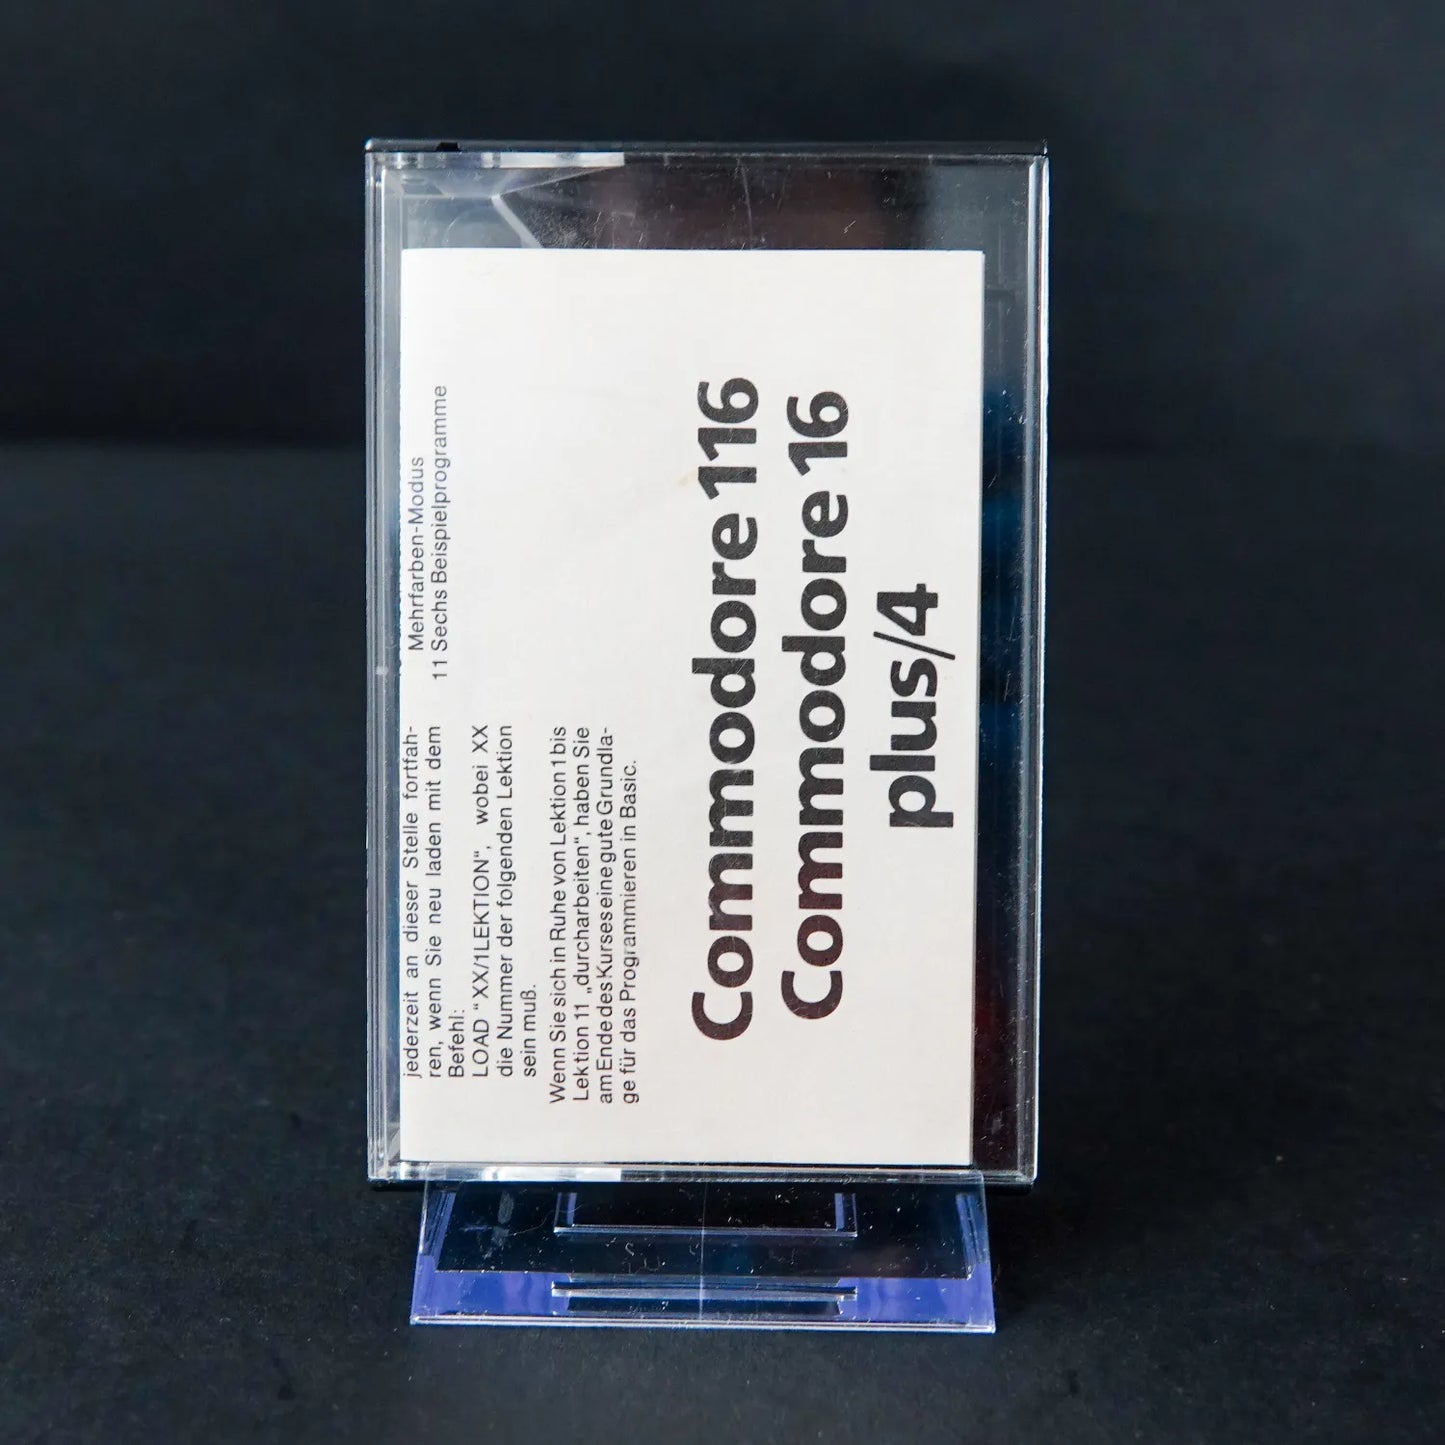 jederzeit an dieser Stelle fortfah-
ren, wenn Sie neu laden mit dem
Befehl:
LOAD "XX/1LEKTION", wobei XX
die Nummer der folgenden Lektion
sein muß.
Wenn Sie sich in Ruhe von Lektion 1 bis
Lektion 11 „durcharbeiten“, haben Sie
am Ende des Kurses eine gute Grundla-
ge für das Programmieren in Basic.
Mehrfarben-Modus
11 Sechs Beispielprogramme
Commodore 116
Commodore 16
plus/4